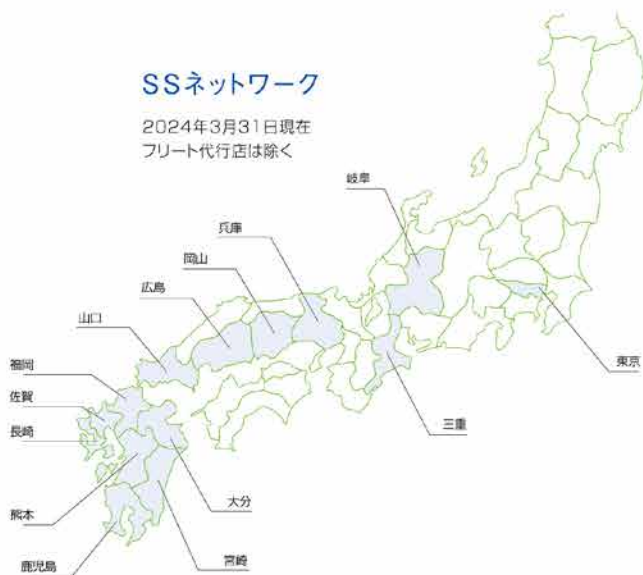 SSネットワーク
2024年3月31日現在
フリート代行店は除く
岐阜
兵庫
岡山
広島
山口
福岡
佐賀
長崎
熊本
鹿児島
宮崎
大分
三重
東京